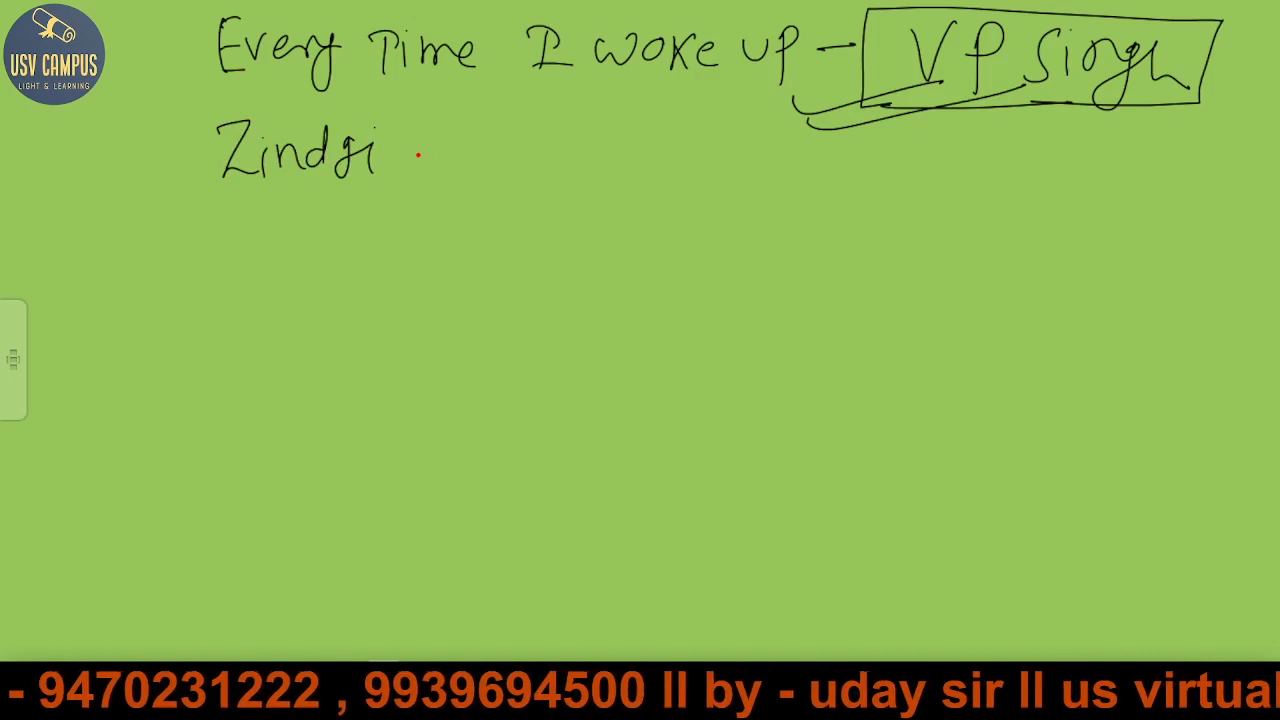 USV CAMPUS
LIGHT & LEARNING
Every Time I woke up - VP Singh
Zindgi
- 9470231222 , 9939694500 ll by - uday sir ll us virtual